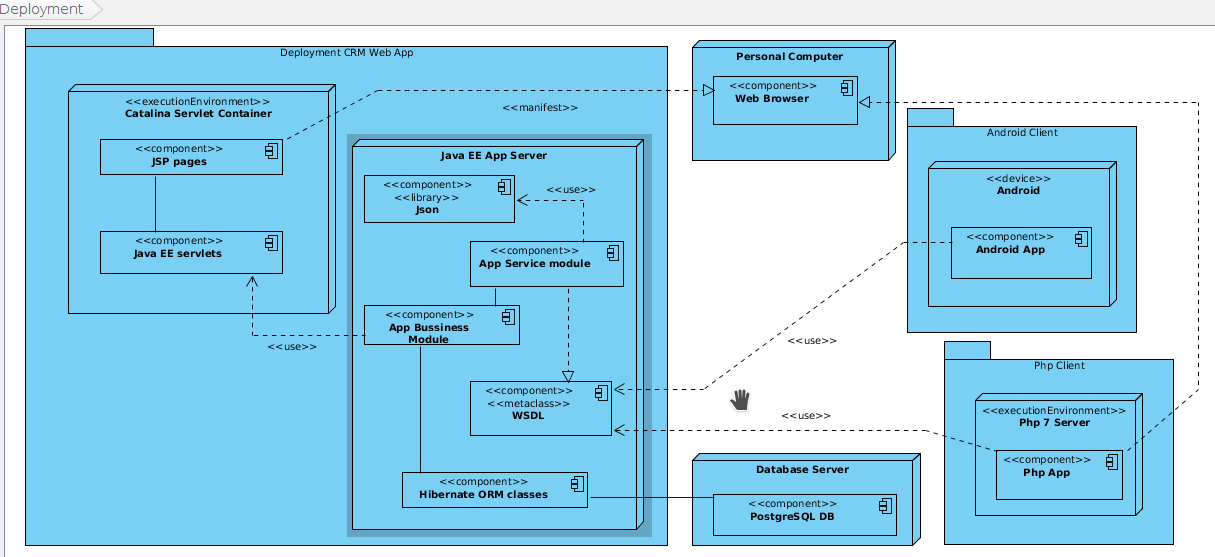 Deployment
Deployment CRM Web App
<<executionEnvironment>>
Catalina Servlet Container
<<component>>
JSP pages
<<component>>
Java EE servlets
<<use>>
<<manifest>>
Java EE App Server
<<component>>
<<library>>
Json
<<use>>
<<component>>
App Service module
<<component>>
App Bussiness
Module
<<component>>
<<metaclass>>
WSDL
<<component>>
Hibernate ORM classes
Personal Computer
<<component>>
Web Browser
Android Client
<<device>>
Android
<<component>>
Android App
<<use>>
<<use>>
Php Client
<<executionEnvironment>>
Php 7 Server
<<component>>
Php App
Database Server
<<component>>
PostgreSQL DB